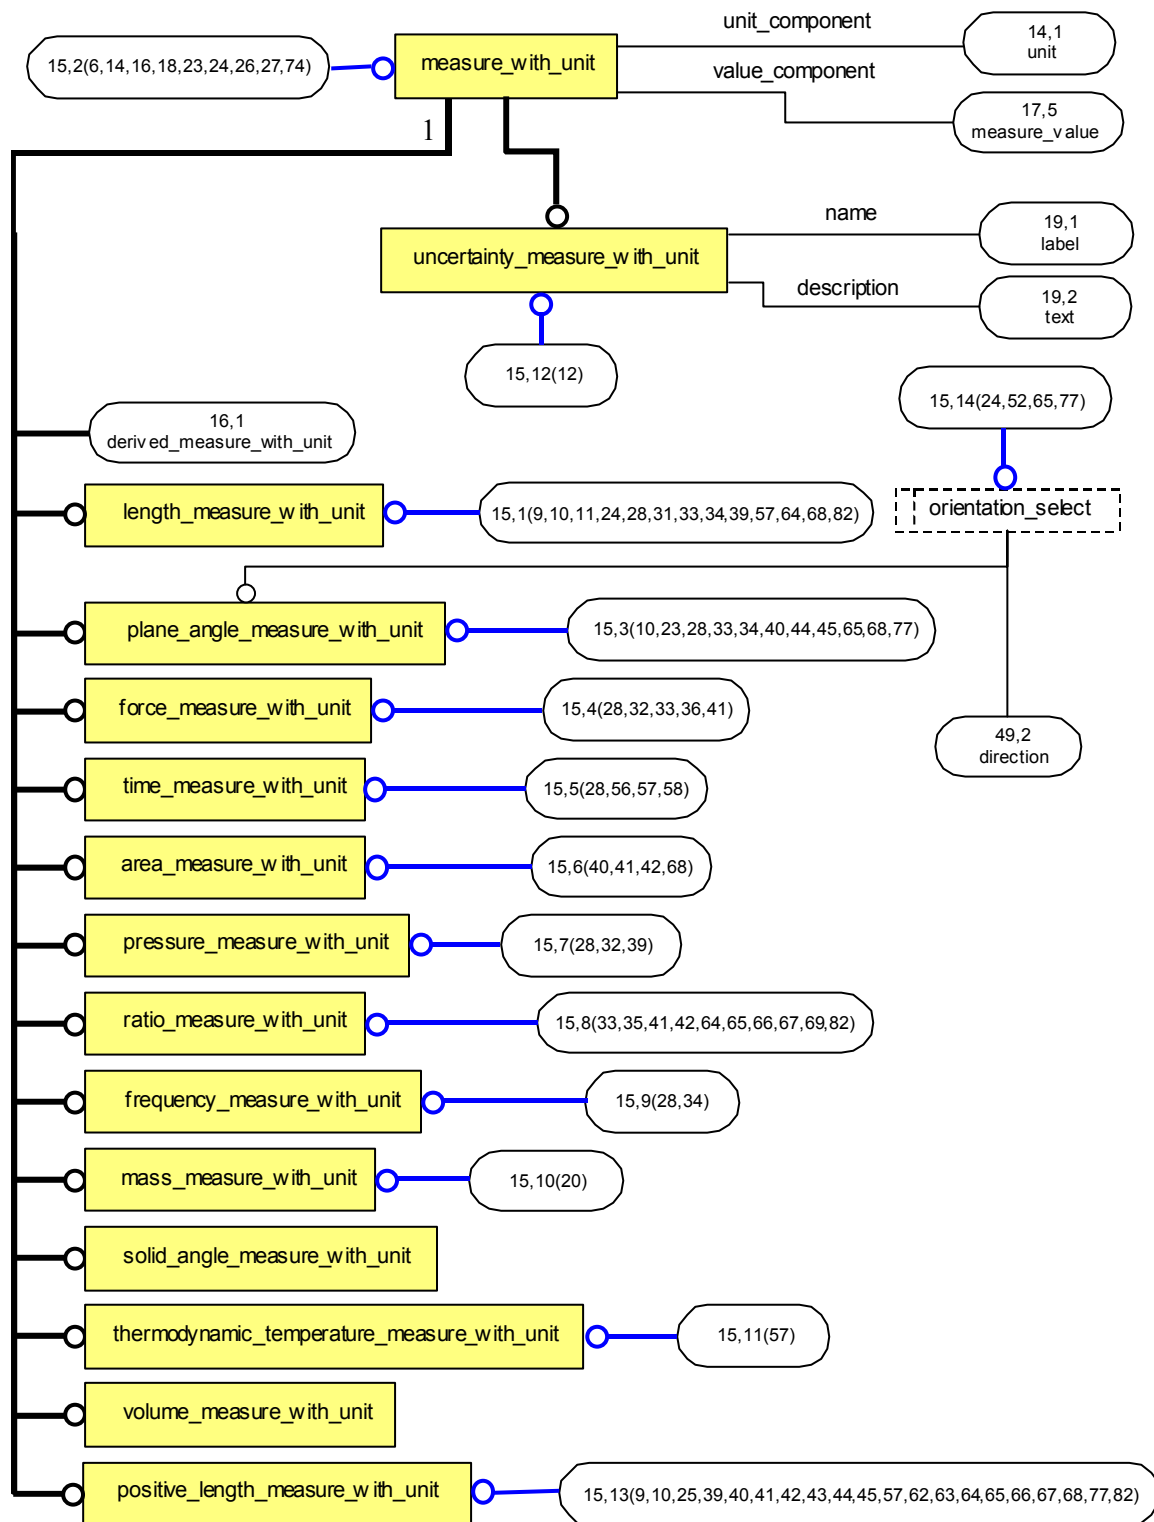 unit_component
14,1
unit
15,2(6,14,16,18,23,24,26,27,74)
measure_with_unit
value_component
17,5
measure_value
1
name
19,1
label
uncertainty_measure_with_unit
description
19,2
text
15,12(12)
15,14(24,52,65,77)
16,1
derived_measure_with_unit
length_measure_with_unit
15,1(9,10,11,24,28,31,33,34,39,57,64,68,82)
orientation_select
plane_angle_measure_with_unit
15,3(10,23,28,33,34,40,44,45,65,68,77)
force_measure_with_unit
15,4(28,32,33,36,41)
49,2
direction
time_measure_with_unit
15,5(28,56,57,58)
area_measure_with_unit
15,6(40,41,42,68)
pressure_measure_with_unit
15,7(28,32,39)
ratio_measure_with_unit
15,8(33,35,41,42,64,65,66,67,69,82)
frequency_measure_with_unit
15,9(28,34)
mass_measure_with_unit
15,10(20)
solid_angle_measure_with_unit
thermodynamic_temperature_measure_with_unit
15,11(57)
volume_measure_with_unit
positive_length_measure_with_unit
15,13(9,10,25,39,40,41,42,43,44,45,57,62,63,64,65,66,67,68,77,82)